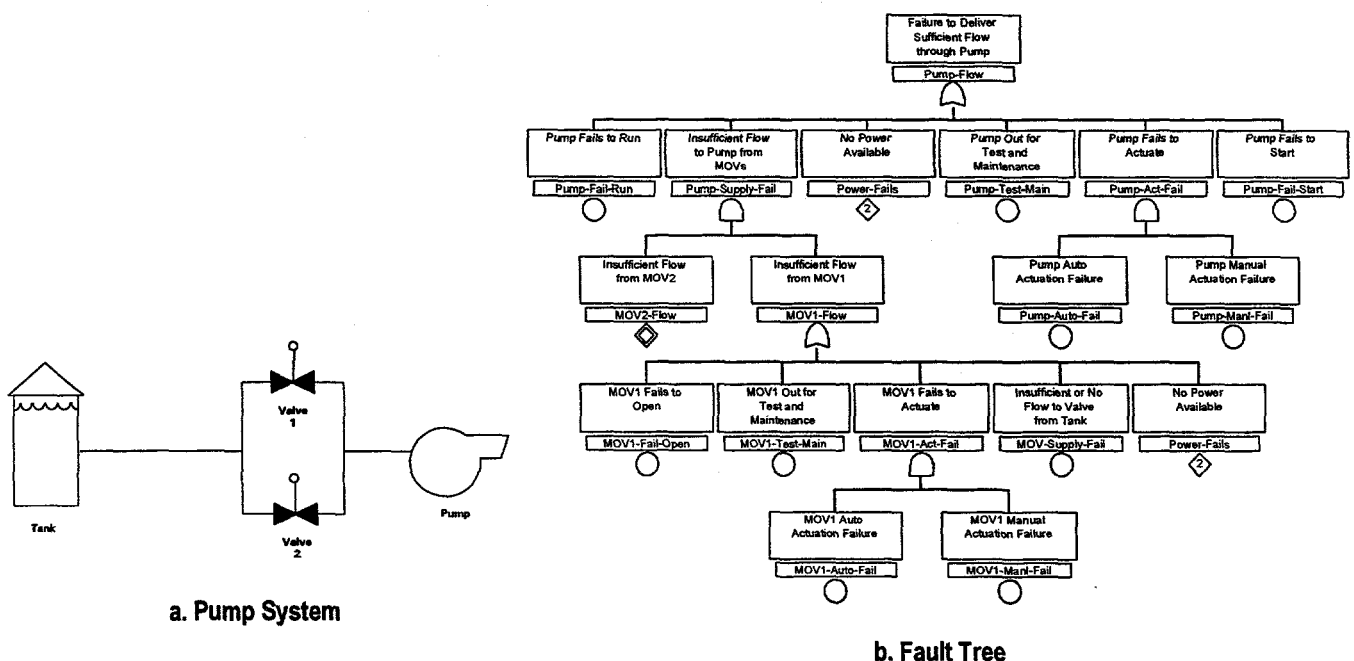 Failure to Deliver
Sufficient Flow
through Pump
Pump-Flow
Pump Fails to Run
Pump-Fail-Run
Insufficient Flow
to Pump from
MOVs
Pump-Supply-Fail
No Power
Available
Power-Fails
2
Pump Out for
Test and
Maintenance
Pump-Test-Main
Pump Fails to
Actuate
Pump-Act-Fail
Pump Fails to
Start
Pump-Fail-Start
Insufficient Flow
from MOV2
MOV2-Flow
Insufficient Flow
from MOV1
MOV1-Flow
Pump Auto
Actuation Failure
Pump-Auto-Fail
Pump Manual
Actuation Failure
Pump-Manl-Fail
MOV1 Fails to
Open
MOV1-Fail-Open
MOV1 Out for
Test and
Maintenance
MOV1-Test-Main
MOV1 Fails to
Actuate
MOV1-Act-Fail
Insufficient or No
Flow to Valve
from Tank
MOV-Supply-Fail
No Power
Available
Power-Fails
2
MOV1 Auto
Actuation Failure
MOV1-Auto-Fail
MOV1 Manual
Actuation Failure
MOV1-Manl-Fail
Valve
1
Valve
2
Tank
Pump
a. Pump System
b. Fault Tree